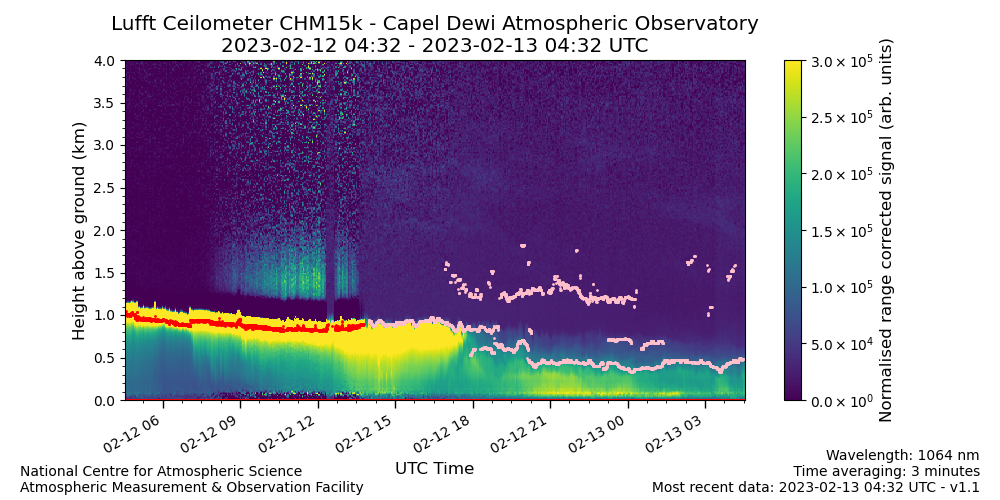 Lufft Ceilometer CHM15k - Capel Dewi Atmospheric Observatory
2023-02-12 04:32 - 2023-02-13 04:32 UTC
Height above ground (km)
4.0
3.5
3.0
2.5
2.0
1.5
1.0
0.5
0.0
02-12 06
02-12 09
02-12 12
02-12 15
02-12 18
02-12 21
02-13 00
02-13 03
UTC Time
3.0 × 10⁵
2.5 × 10⁵
2.0 × 10⁵
1.5 × 10⁵
1.0 × 10⁵
5.0 × 10⁴
0.0 × 10⁰
Normalised range corrected signal (arb. units)
National Centre for Atmospheric Science
Atmospheric Measurement & Observation Facility
Wavelength: 1064 nm
Time averaging: 3 minutes
Most recent data: 2023-02-13 04:32 UTC - v1.1